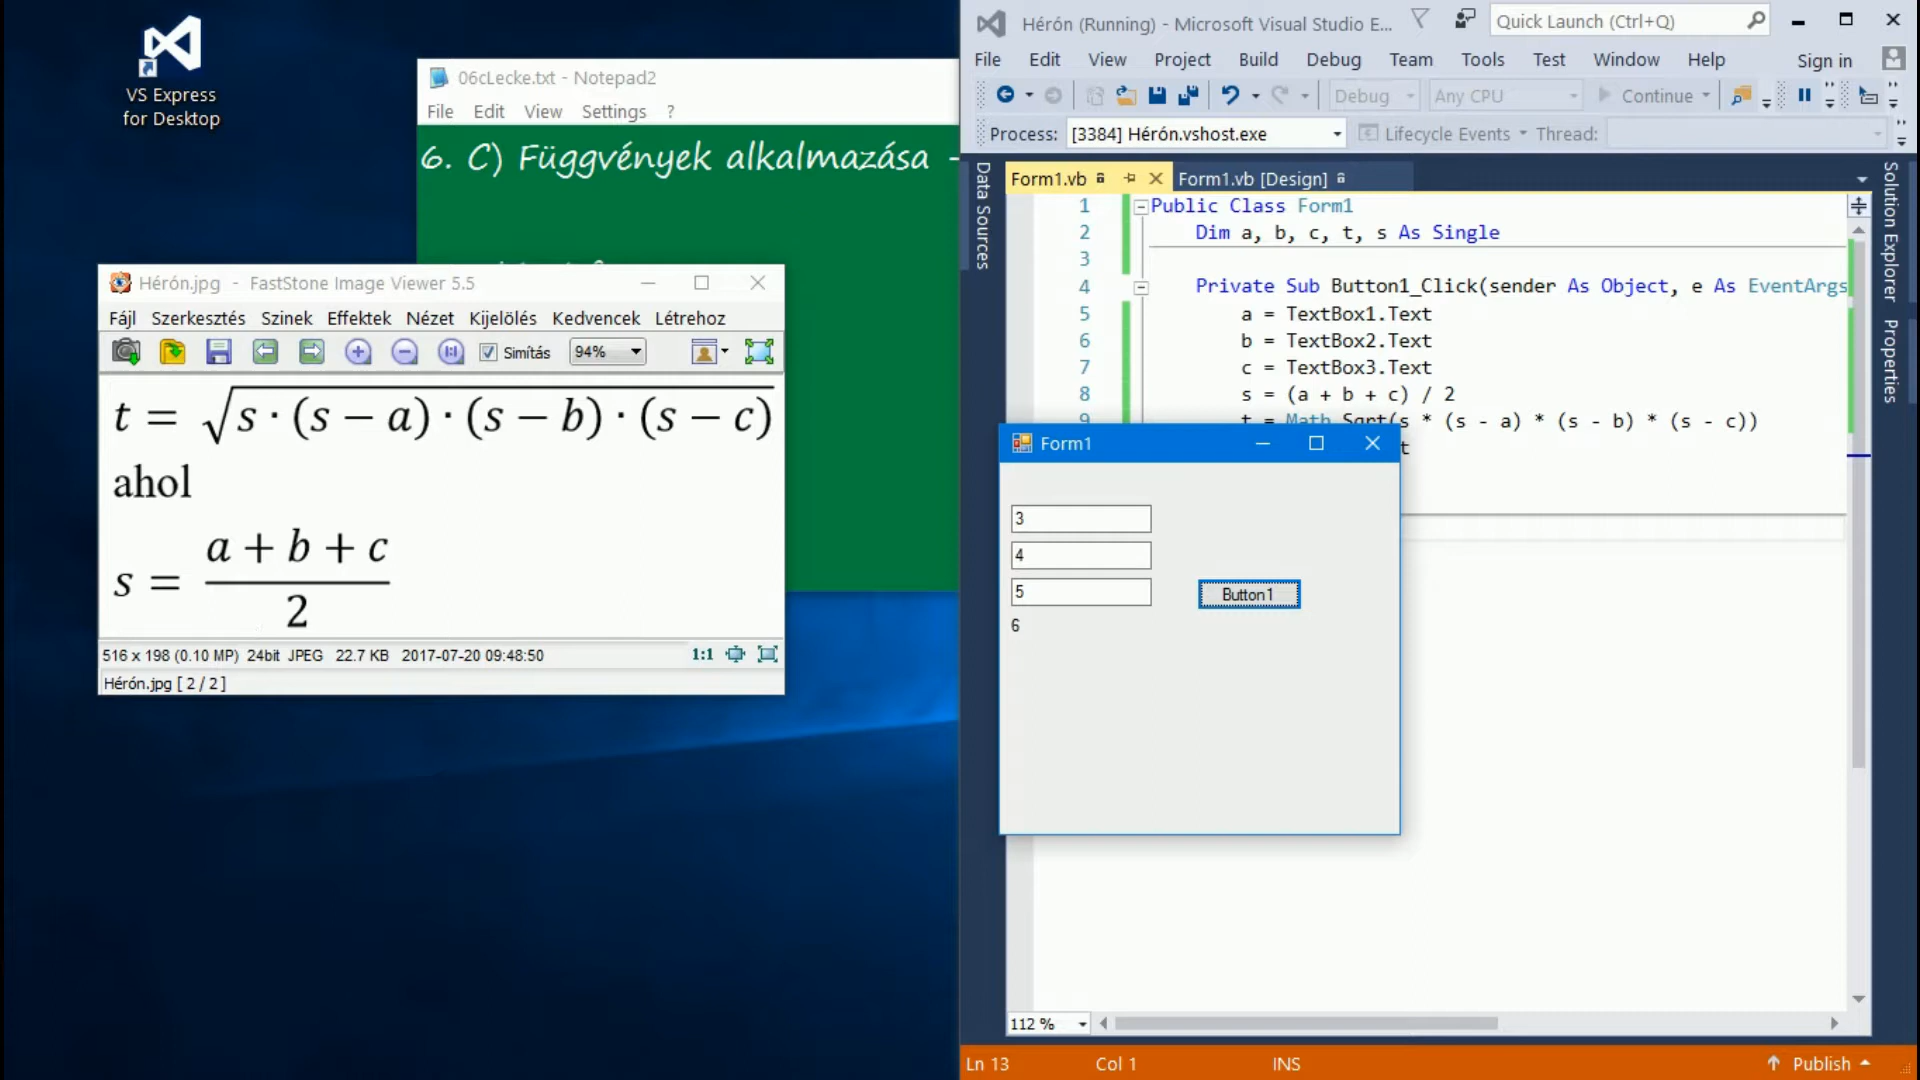 VS Express
for Desktop
06cLecke.txt - Notepad2
File Edit View Settings ?
6. C) Függvények alkalmazása -
Hérón.jpg - FastStone Image Viewer 5.5
Fájl Szerkesztés Szinek Effektek Nézet Kijelölés Kedvencek Létrehoz
Simítás 94%
t = √s · (s − a) · (s − b) · (s − c)
ahol
s = (a + b + c) / 2
516 x 198 (0.10 MP) 24bit JPEG 22.7 KB 2017-07-20 09:48:50 1:1
Hérón.jpg [ 2 / 2 ]
Hérón (Running) - Microsoft Visual Studio E...
Quick Launch (Ctrl+Q)
File Edit View Project Build Debug Team Tools Test Window Help Sign in
Debug Any CPU Continue
Process: [3384] Hérón.vshost.exe Lifecycle Events Thread:
Data Sources
Form1.vb Form1.vb [Design]
1 Public Class Form1
2 Dim a, b, c, t, s As Single
3
4 Private Sub Button1_Click(sender As Object, e As EventArgs
5 a = TextBox1.Text
6 b = TextBox2.Text
7 c = TextBox3.Text
8 s = (a + b + c) / 2
9 t = Math.Sqrt(s * (s - a) * (s - b) * (s - c))
t
Form1
3
4
5
Button1
6
Solution Explorer
Properties
112 %
Ln 13 Col 1 INS Publish